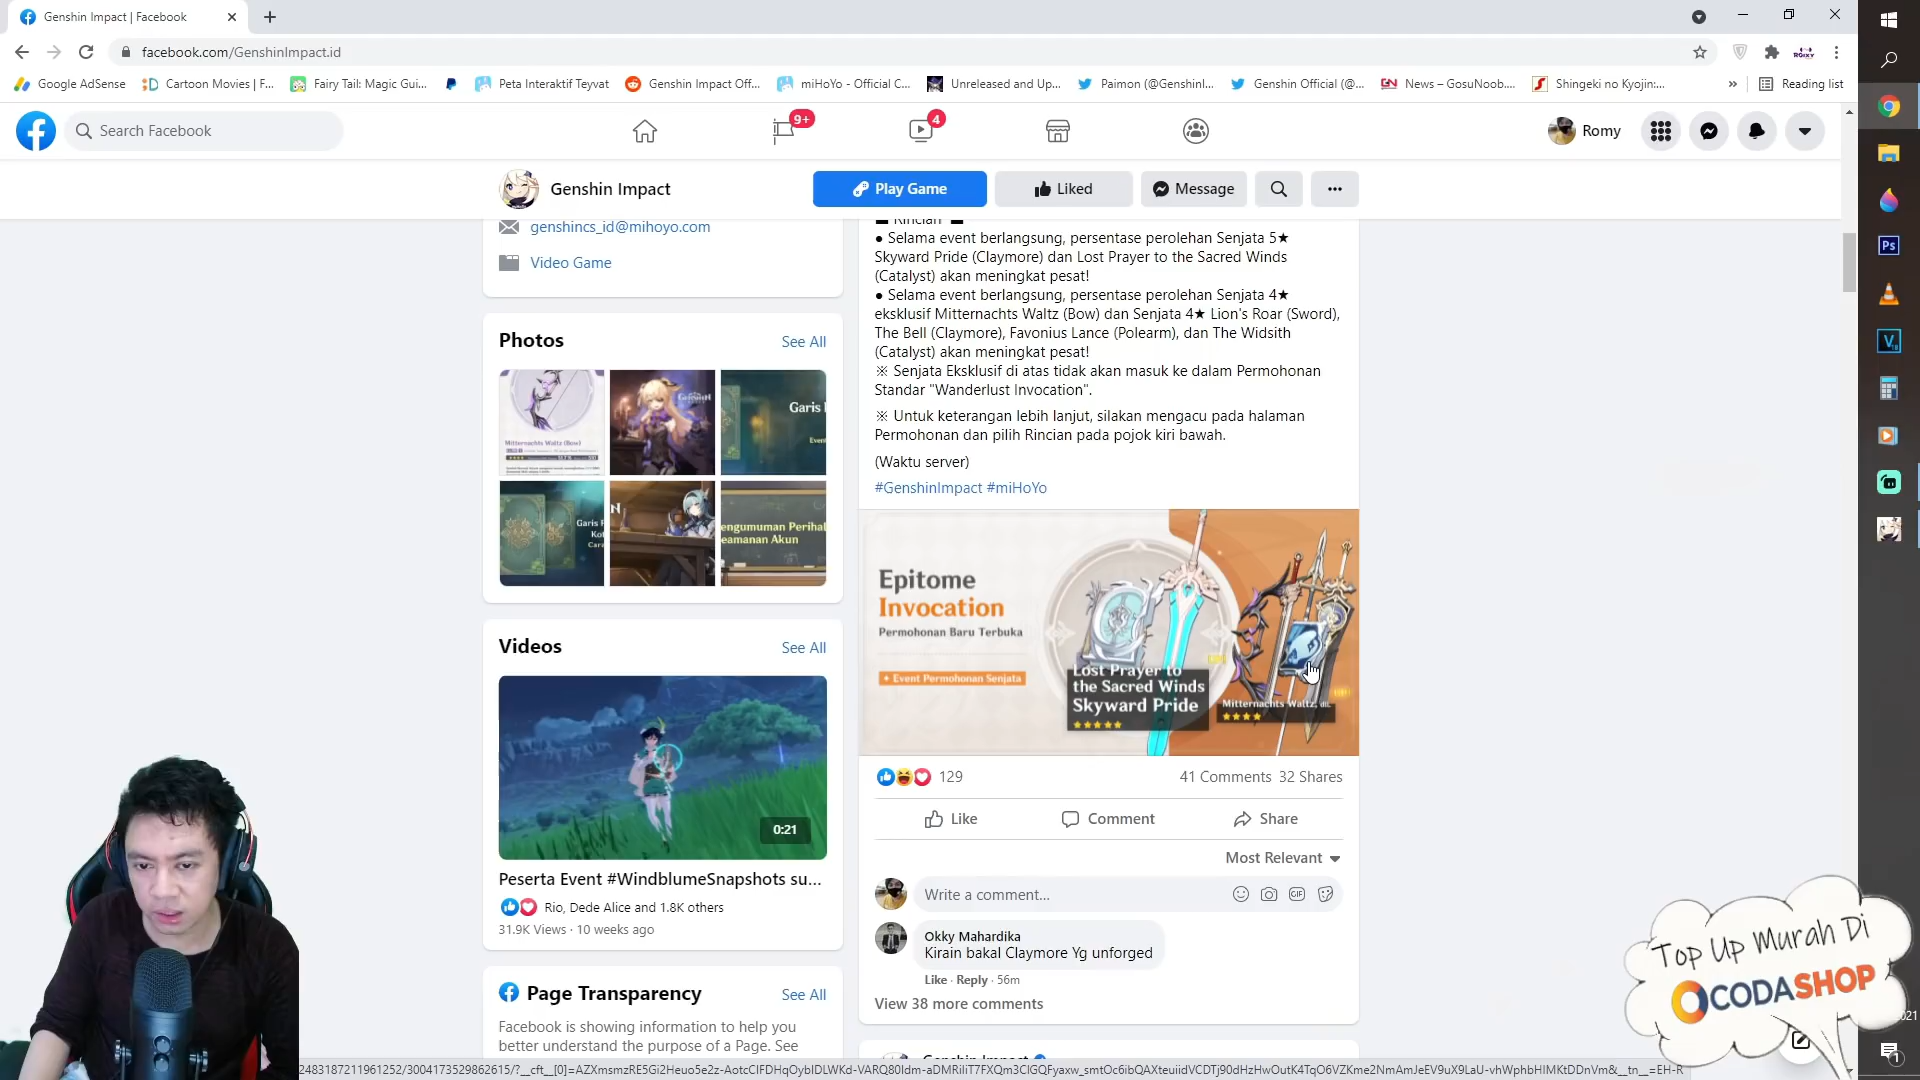 Genshin Impact | Facebook
facebook.com/GenshinImpact.id
Google AdSense
Cartoon Movies | F...
Fairy Tail: Magic Gui...
Peta Interaktif Teyvat
Genshin Impact Off...
miHoYo - Official C...
Unreleased and Up...
Paimon (@GenshinI...
Genshin Official (@...
News – GosuNoob....
Shingeki no Kyojin:...
Reading list
Search Facebook
9+
4
Romy
Genshin Impact
Play Game
Liked
Message
genshincs_id@mihoyo.com
Video Game
Photos
See All
Mitternachts Waltz (Bow)
Garis
Videos
See All
0:21
Peserta Event #WindblumeSnapshots su...
Rio, Dede Alice and 1.8K others
31.9K Views · 10 weeks ago
Page Transparency
See All
Facebook is showing information to help you
better understand the purpose of a Page. See
Rincian
● Selama event berlangsung, persentase perolehan Senjata 5★
Skyward Pride (Claymore) dan Lost Prayer to the Sacred Winds
(Catalyst) akan meningkat pesat!
● Selama event berlangsung, persentase perolehan Senjata 4★
eksklusif Mitternachts Waltz (Bow) dan Senjata 4★ Lion's Roar (Sword),
The Bell (Claymore), Favonius Lance (Polearm), dan The Widsith
(Catalyst) akan meningkat pesat!
※ Senjata Eksklusif di atas tidak akan masuk ke dalam Permohonan
Standar "Wanderlust Invocation".
※ Untuk keterangan lebih lanjut, silakan mengacu pada halaman
Permohonan dan pilih Rincian pada pojok kiri bawah.
(Waktu server)
#GenshinImpact #miHoYo
Epitome
Invocation
Permohonan Baru Terbuka
Event Permohonan Senjata
Lost Prayer to
the Sacred Winds
Skyward Pride
Mitternachts Waltz, dll.
129
41 Comments 32 Shares
Like
Comment
Share
Most Relevant
Write a comment...
GIF
Okky Mahardika
Kirain bakal Claymore Yg unforged
Like · Reply · 56m
View 38 more comments
Genshin Impact
Top Up Murah Di
CODASHOP
Ps
1